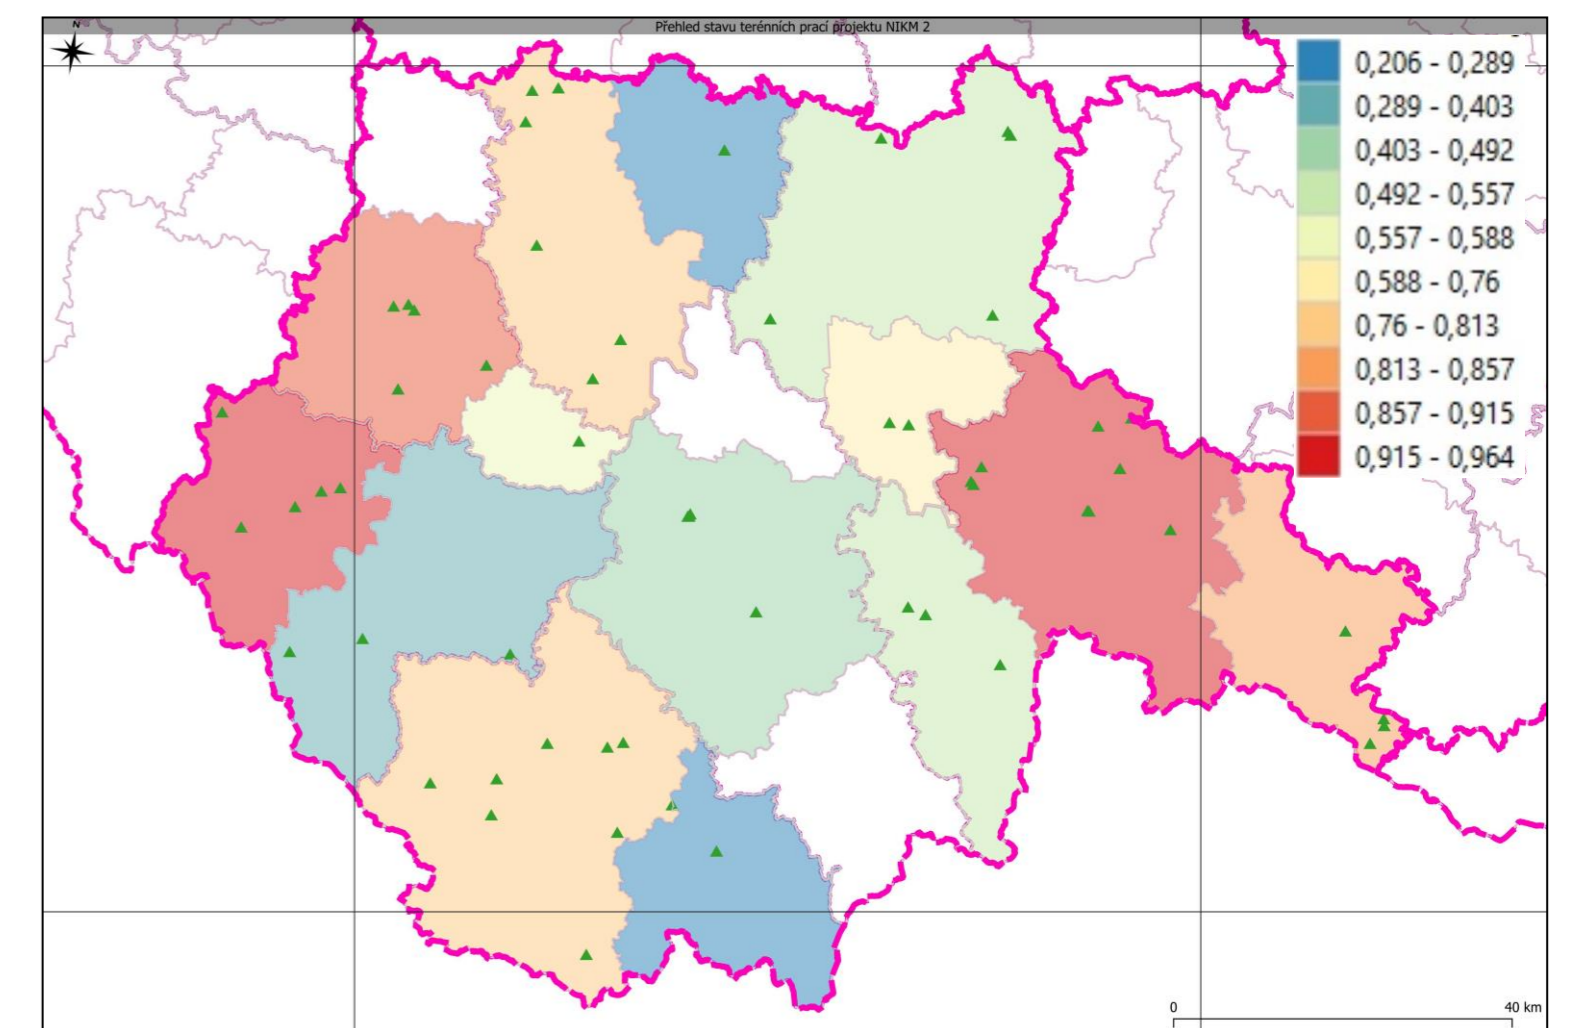 Přehled stavu terénních prací projektu NIKM 2
N
0,206 - 0,289
0,289 - 0,403
0,403 - 0,492
0,492 - 0,557
0,557 - 0,588
0,588 - 0,76
0,76 - 0,813
0,813 - 0,857
0,857 - 0,915
0,915 - 0,964
0 40 km